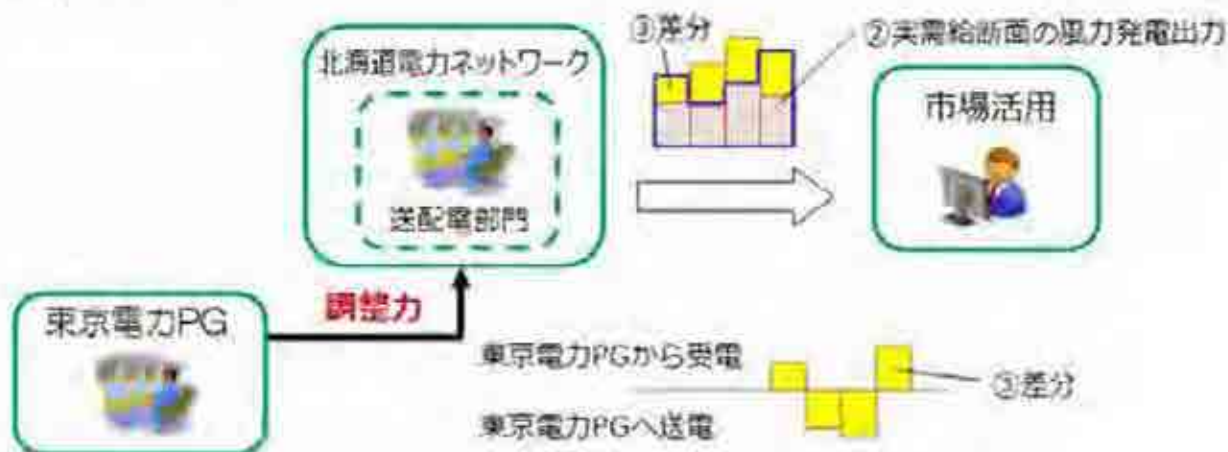 ③差分
②実需給断面の風力発電出力
北海道電力ネットワーク
送配電部門
市場活用
東京電力PG
調整力
東京電力PGから受電
③差分
東京電力PGへ送電